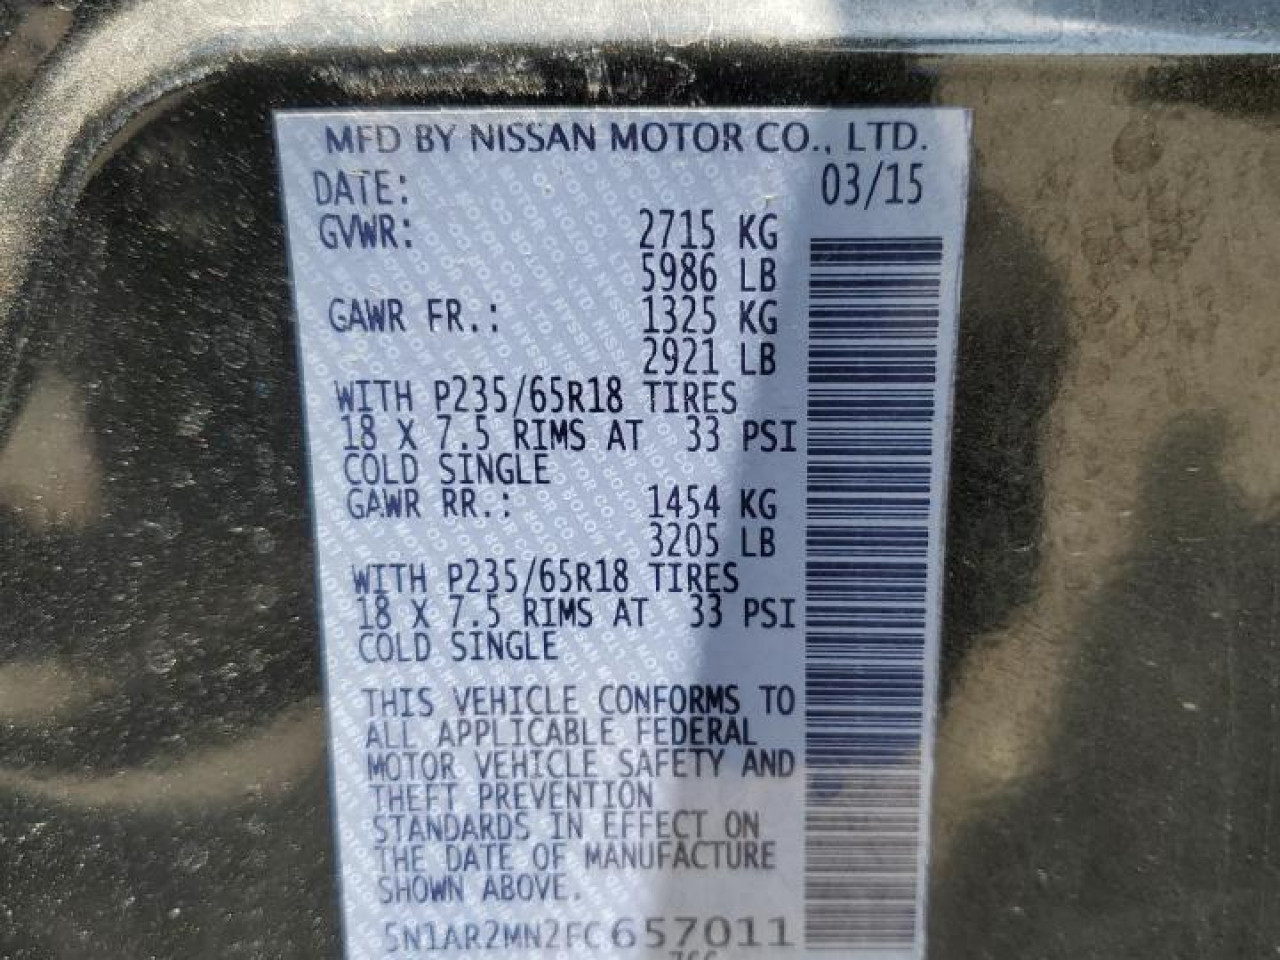 MFD BY NISSAN MOTOR CO., LTD.
DATE: 03/15
GVWR: 2715 KG
5986 LB
GAWR FR.: 1325 KG
2921 LB
WITH P235/65R18 TIRES
18 X 7.5 RIMS AT 33 PSI
COLD SINGLE
GAWR RR.: 1454 KG
3205 LB
WITH P235/65R18 TIRES
18 X 7.5 RIMS AT 33 PSI
COLD SINGLE
THIS VEHICLE CONFORMS TO
ALL APPLICABLE FEDERAL
MOTOR VEHICLE SAFETY AND
THEFT PREVENTION
STANDARDS IN EFFECT ON
THE DATE OF MANUFACTURE
SHOWN ABOVE.
5N1AR2MN2FC657011